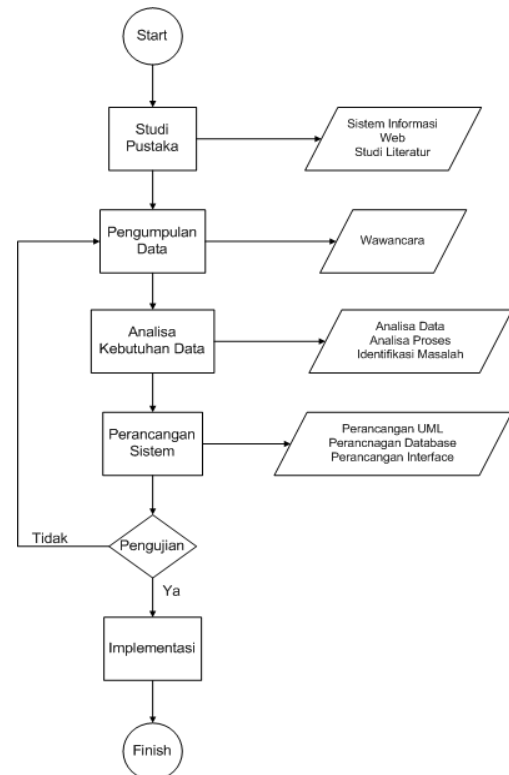 Start
Studi
Pustaka
Sistem Informasi
Web
Studi Literatur
Pengumpulan
Data
Wawancara
Analisa
Kebutuhan Data
Analisa Data
Analisa Proses
Identifikasi Masalah
Perancangan
Sistem
Perancangan UML
Perancnagan Database
Perancangan Interface
Tidak
Pengujian
Ya
Implementasi
Finish